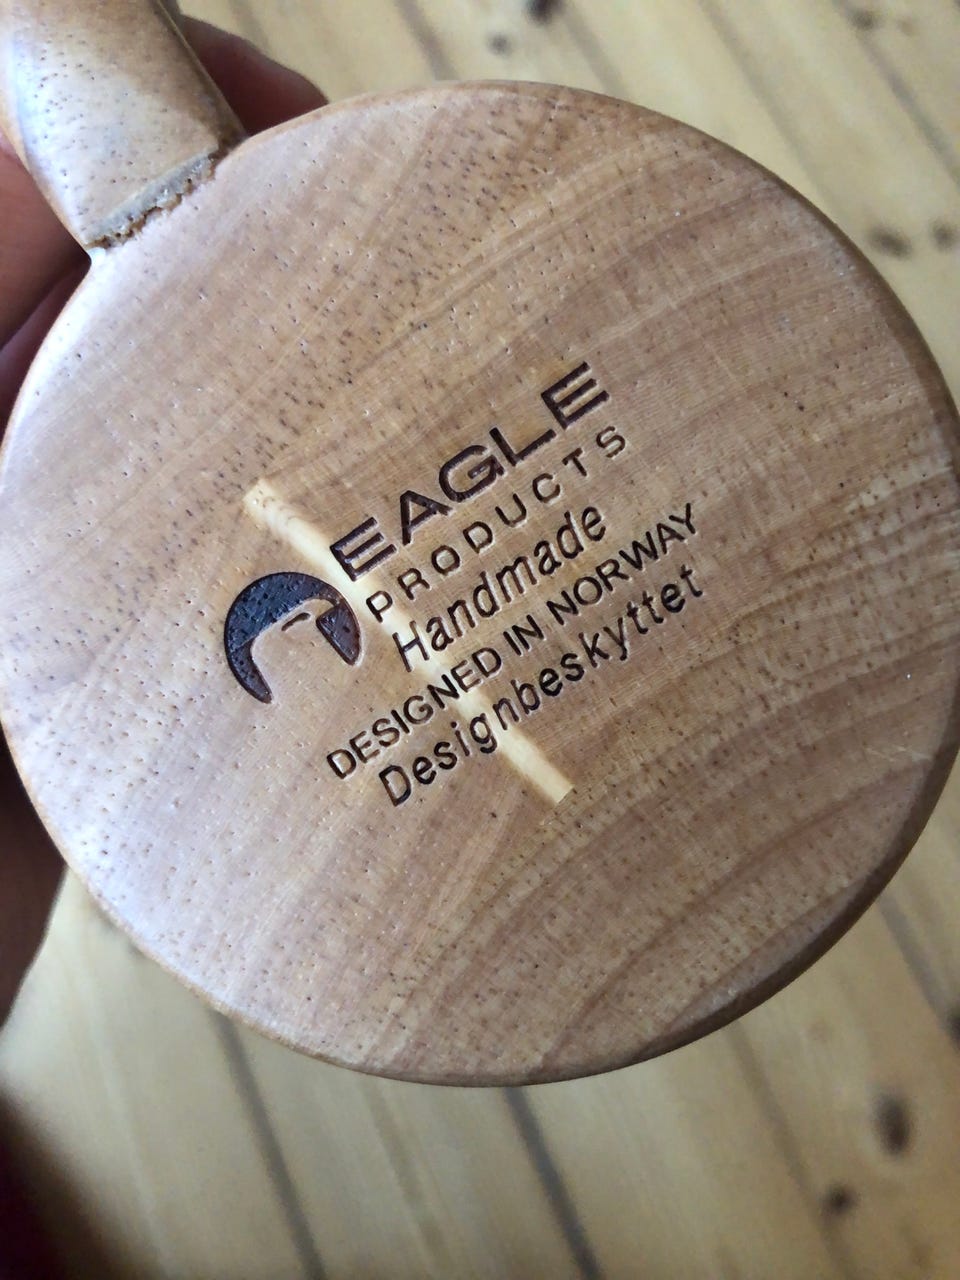 EAGLE
PRODUCTS
Handmade
DESIGNED IN NORWAY
Designbeskyttet